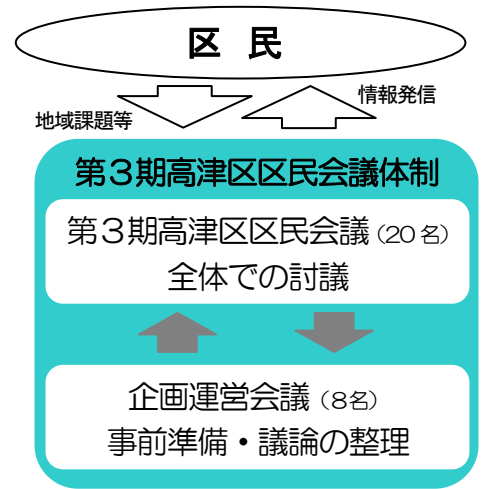 区 民
情報発信
地域課題等
第３期高津区区民会議体制
第３期高津区区民会議（20 名）
全体での討議
企画運営会議（8名）
事前準備・議論の整理